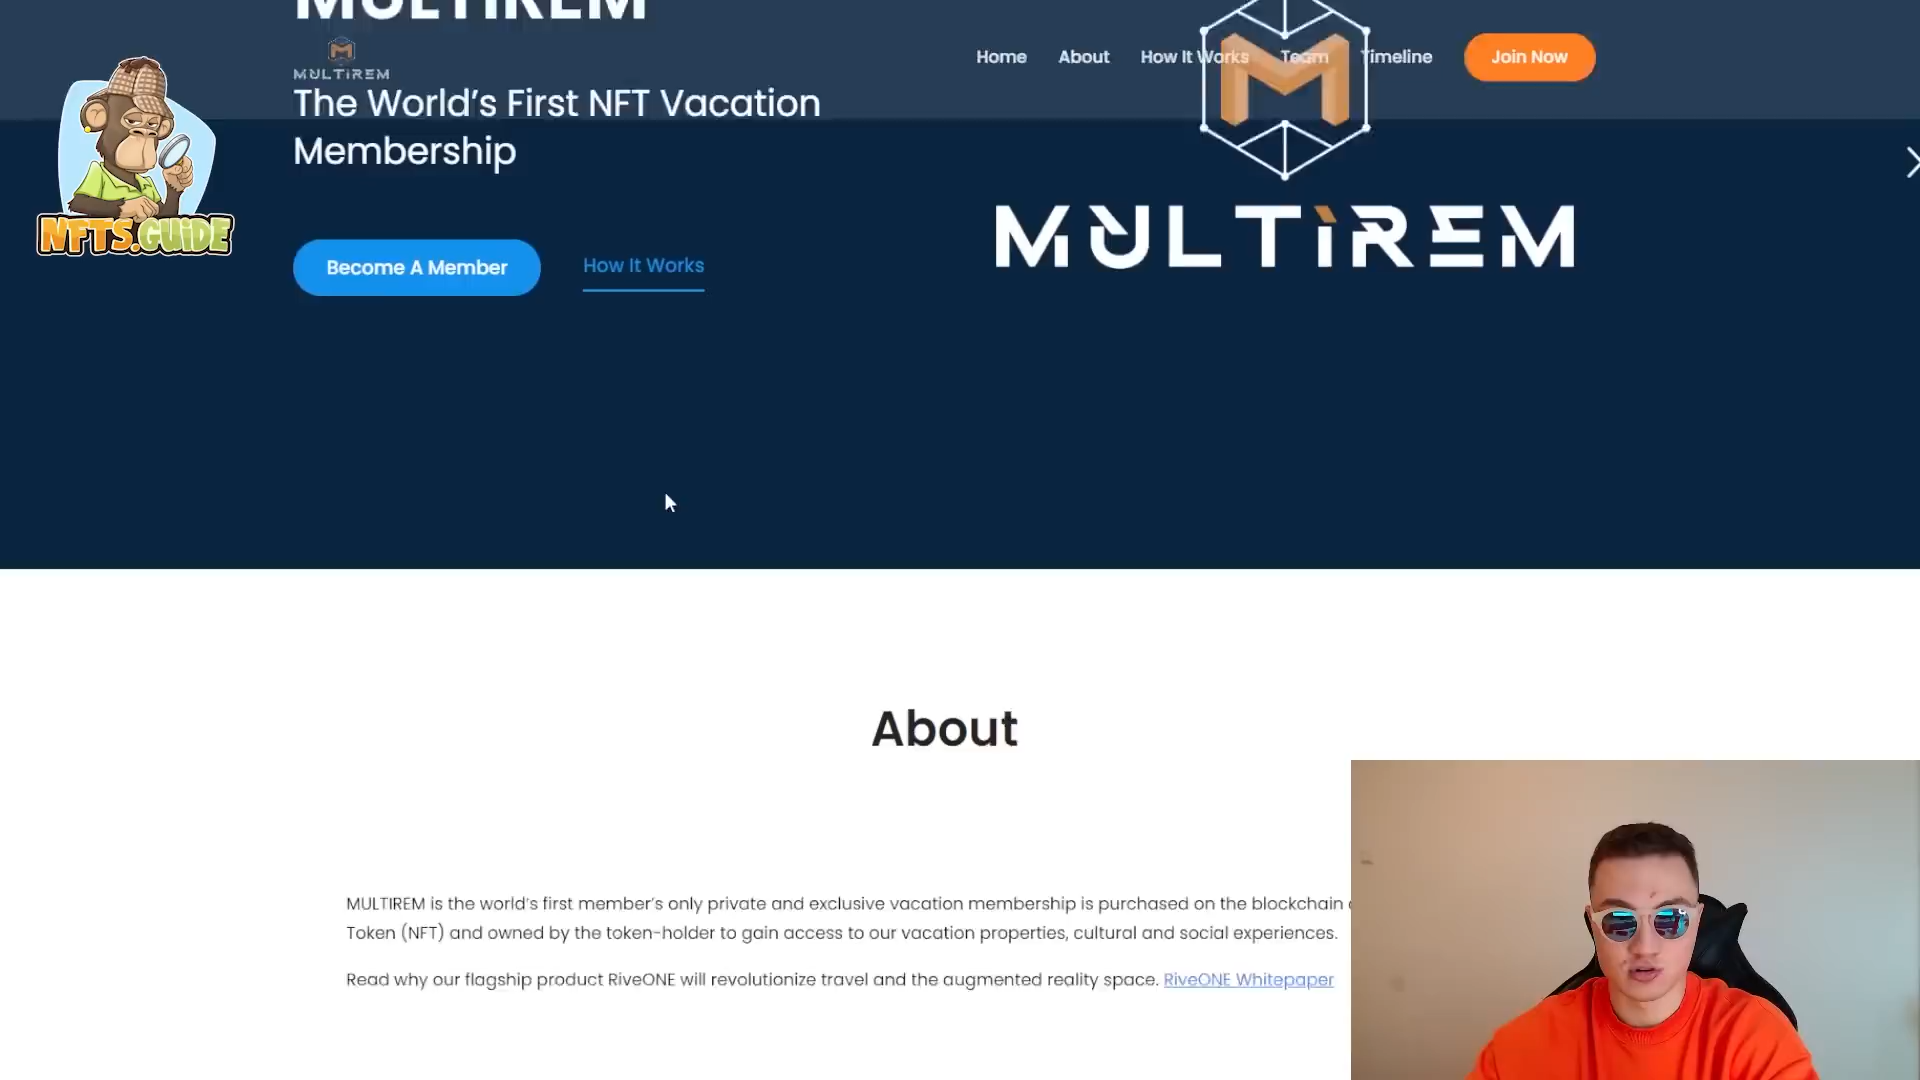 MULTIREM
Home About How It Works Team Timeline Join Now
MULTIREM
The World's First NFT Vacation
Membership
NFTS.GUIDE
MULTIREM
Become A Member How It Works
About
MULTIREM is the world's first member's only private and exclusive vacation membership is purchased on the blockchain
Token (NFT) and owned by the token-holder to gain access to our vacation properties, cultural and social experiences.
Read why our flagship product RiveONE will revolutionize travel and the augmented reality space. RiveONE Whitepaper